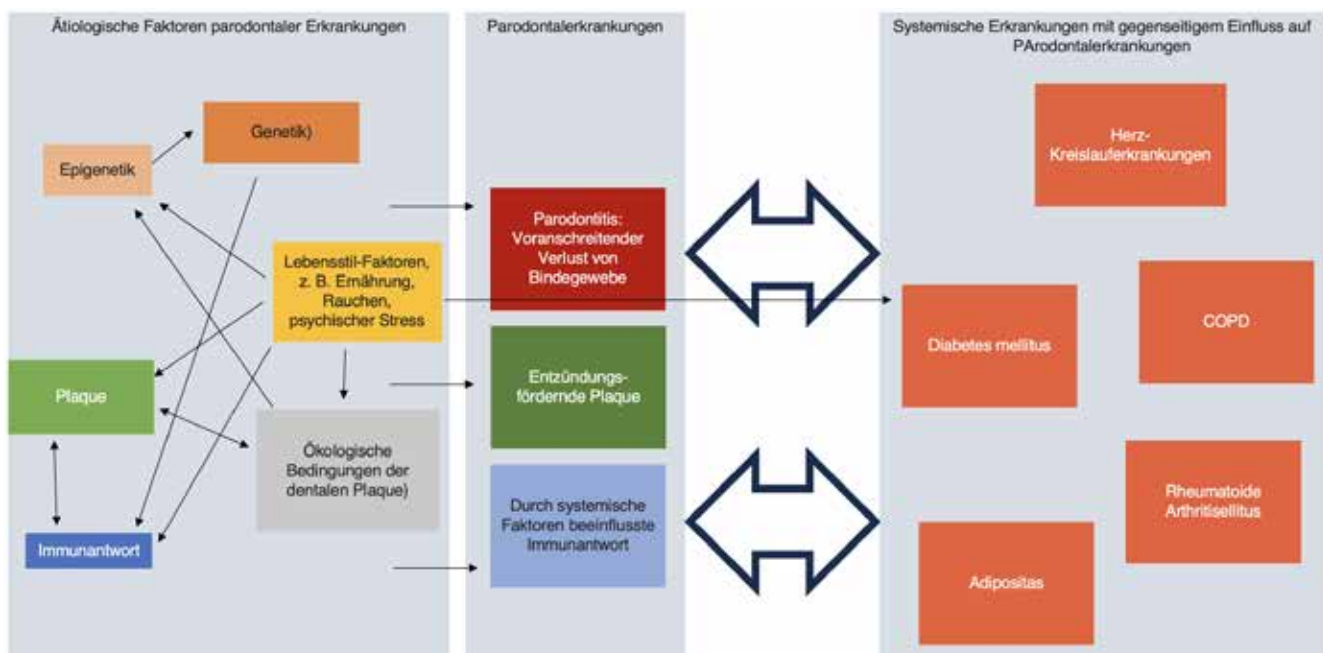 Ätiologische Faktoren parodontaler Erkrankungen
Genetik)
Epigenetik
Lebensstil-Faktoren,
z. B. Ernährung,
Rauchen,
psychischer Stress
Plaque
Ökologische
Bedingungen der
dentalen Plaque)
Immunantwort
Parodontalerkrankungen
Parodontitis:
Voranschreitender
Verlust von
Bindegewebe
Entzündungs-
fördernde Plaque
Durch systemische
Faktoren beeinflusste
Immunantwort
Systemische Erkrankungen mit gegenseitigem Einfluss auf
PArodontalerkrankungen
Herz-
Kreislauferkrankungen
COPD
Diabetes mellitus
Rheumatoide
Arthritisellitus
Adipositas